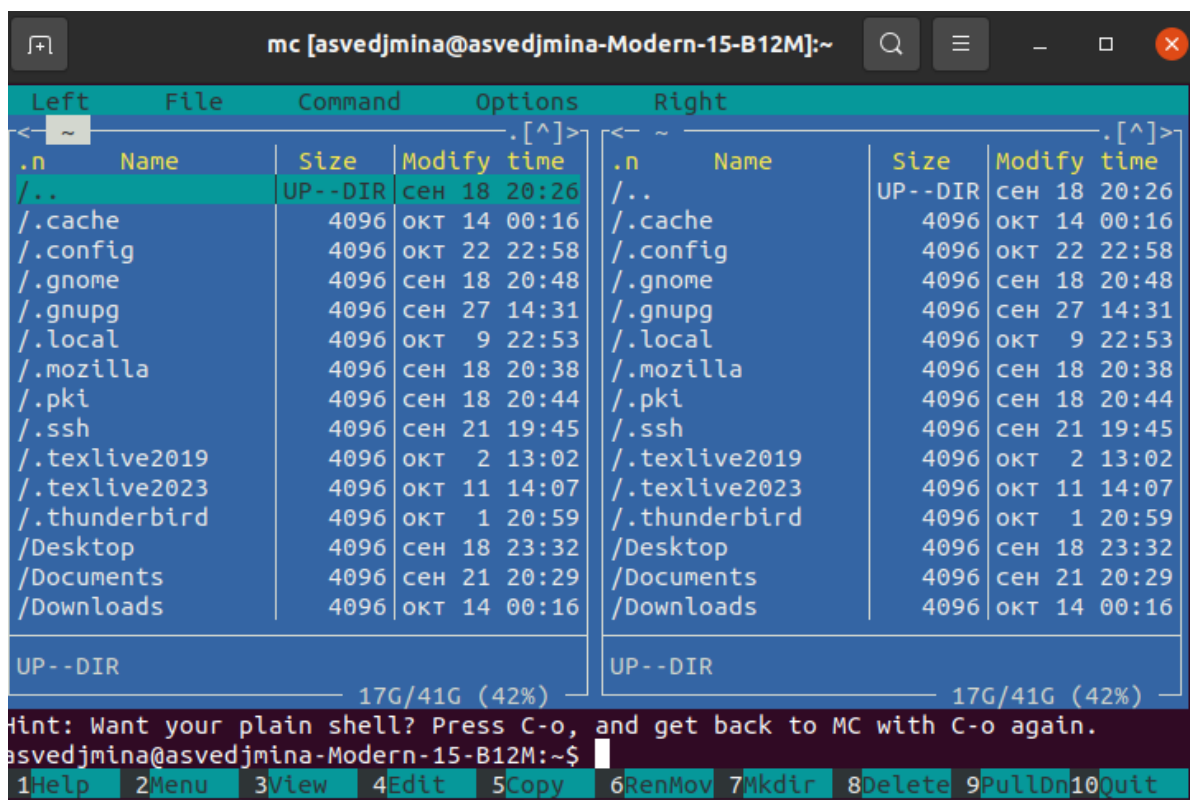 mc [asvedjmina@asvedjmina-Modern-15-B12M]:~
Left File Command Options Right
<─ ~ ─.[^]> <─ ~ ─.[^]>
.n Name Size Modify time .n Name Size Modify time
/.. UP--DIR сен 18 20:26 /.. UP--DIR сен 18 20:26
/.cache 4096 окт 14 00:16 /.cache 4096 окт 14 00:16
/.config 4096 окт 22 22:58 /.config 4096 окт 22 22:58
/.gnome 4096 сен 18 20:48 /.gnome 4096 сен 18 20:48
/.gnupg 4096 сен 27 14:31 /.gnupg 4096 сен 27 14:31
/.local 4096 окт 9 22:53 /.local 4096 окт 9 22:53
/.mozilla 4096 сен 18 20:38 /.mozilla 4096 сен 18 20:38
/.pki 4096 сен 18 20:44 /.pki 4096 сен 18 20:44
/.ssh 4096 сен 21 19:45 /.ssh 4096 сен 21 19:45
/.texlive2019 4096 окт 2 13:02 /.texlive2019 4096 окт 2 13:02
/.texlive2023 4096 окт 11 14:07 /.texlive2023 4096 окт 11 14:07
/.thunderbird 4096 окт 1 20:59 /.thunderbird 4096 окт 1 20:59
/Desktop 4096 сен 18 23:32 /Desktop 4096 сен 18 23:32
/Documents 4096 сен 21 20:29 /Documents 4096 сен 21 20:29
/Downloads 4096 окт 14 00:16 /Downloads 4096 окт 14 00:16
UP--DIR UP--DIR
17G/41G (42%) 17G/41G (42%)
Hint: Want your plain shell? Press C-o, and get back to MC with C-o again.
asvedjmina@asvedjmina-Modern-15-B12M:~$
1Help 2Menu 3View 4Edit 5Copy 6RenMov 7Mkdir 8Delete 9PullDn 10Quit